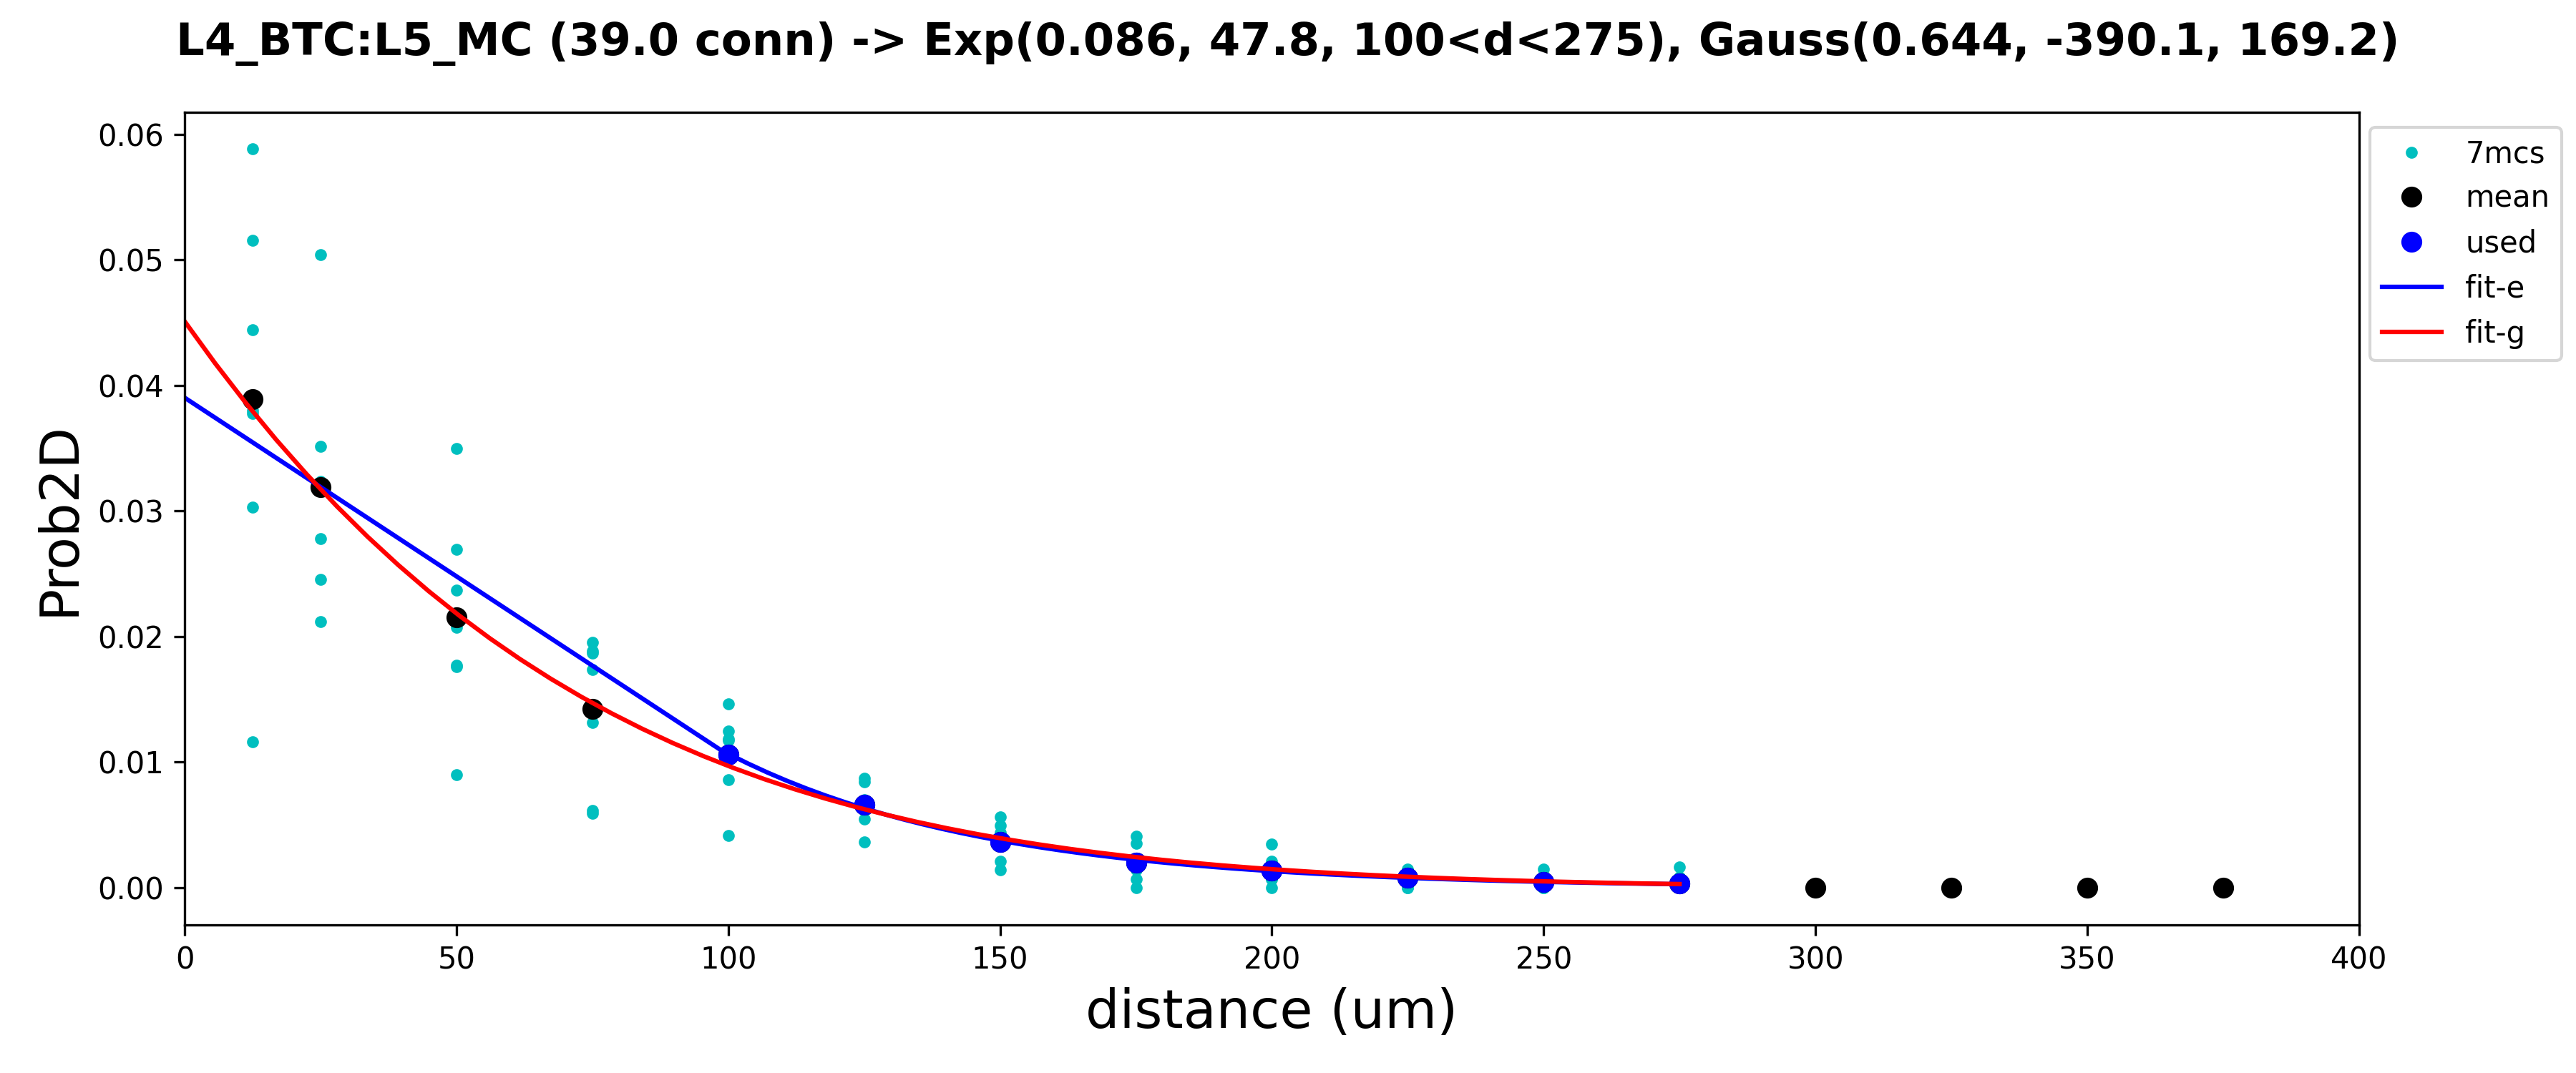 L4_BTC:L5_MC (39.0 conn) -> Exp(0.086, 47.8, 100<d<275), Gauss(0.644, -390.1, 169.2)
0.06
0.05
0.04
0.03
0.02
0.01
0.00
Prob2D
0 50 100 150 200 250 300 350 400
distance (um)
7mcs
mean
used
fit-e
fit-g